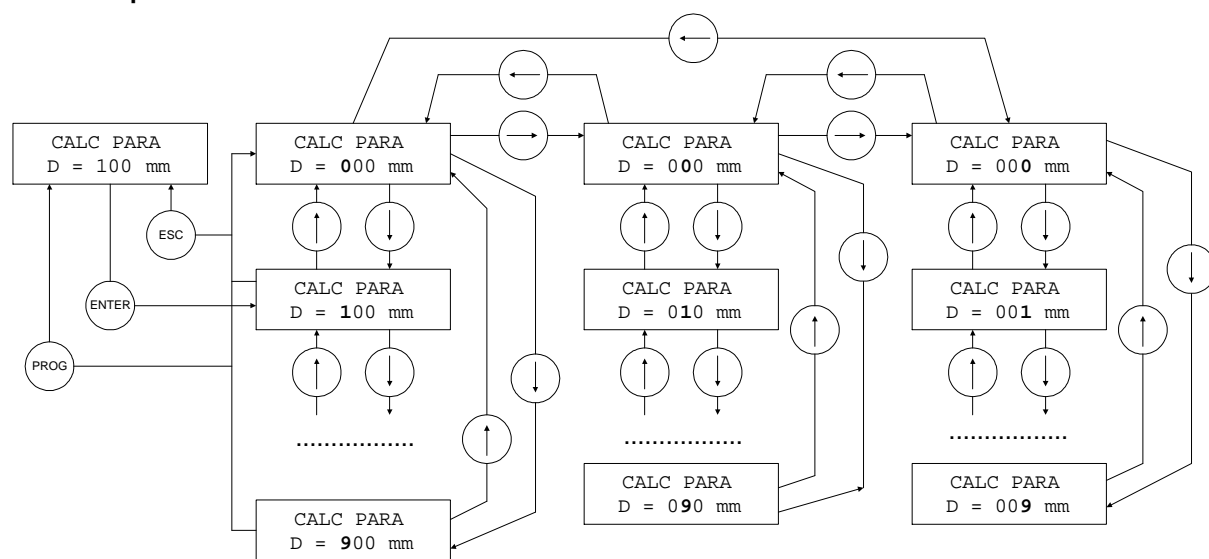 CALC PARA
D = 100 mm
CALC PARA
D = 000 mm
CALC PARA
D = 000 mm
CALC PARA
D = 000 mm
ESC
CALC PARA
D = 100 mm
CALC PARA
D = 010 mm
CALC PARA
D = 001 mm
ENTER
PROG
.................
.................
.................
CALC PARA
D = 900 mm
CALC PARA
D = 090 mm
CALC PARA
D = 009 mm